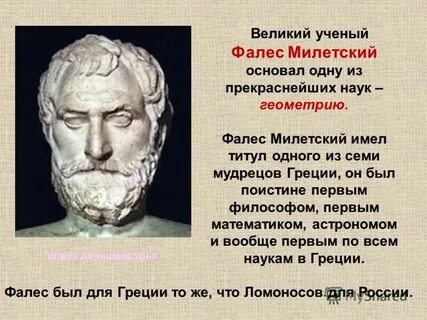 Великий ученый
Фалес Милетский
основал одну из
прекраснейших наук –
геометрию.
Фалес Милетский имел
титул одного из семи
мудрецов Греции, он был
поистине первым
философом, первым
математиком, астрономом
и вообще первым по всем
наукам в Греции.
VI век до нашей эры
Фалес был для Греции то же, что Ломоносов для России.
MyShared